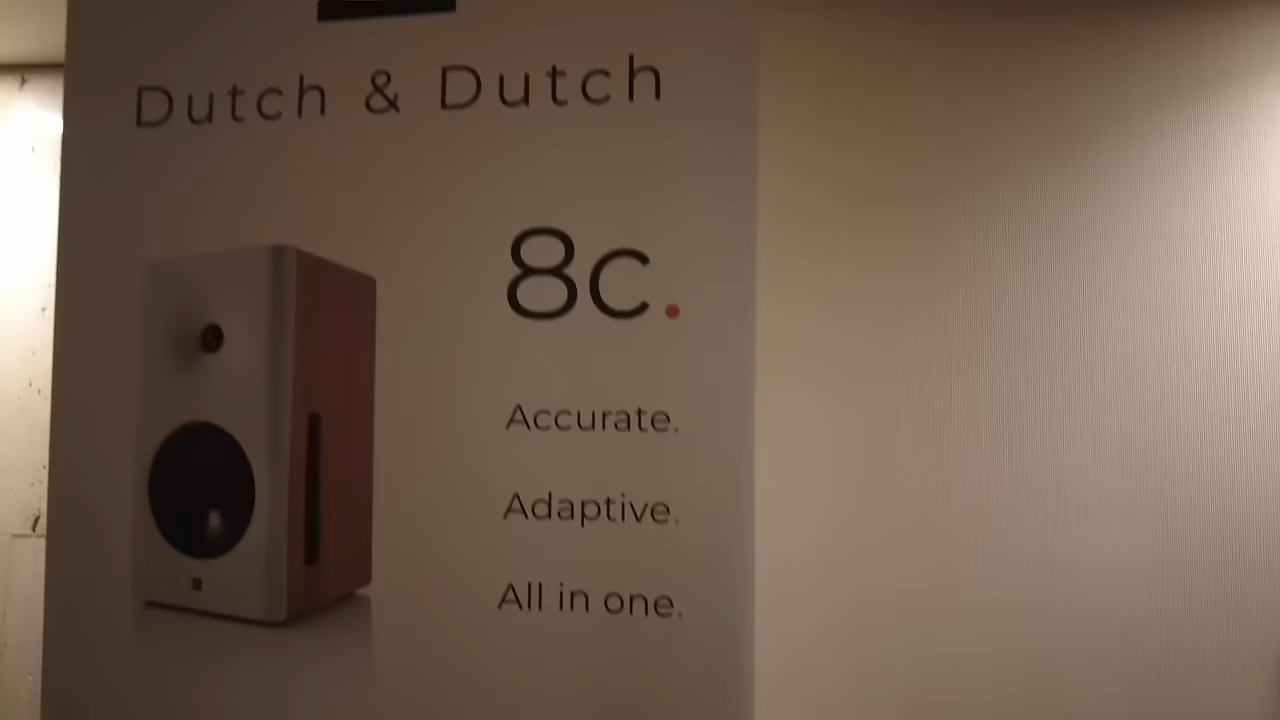 Dutch & Dutch
8c.
Accurate.
Adaptive.
All in one.